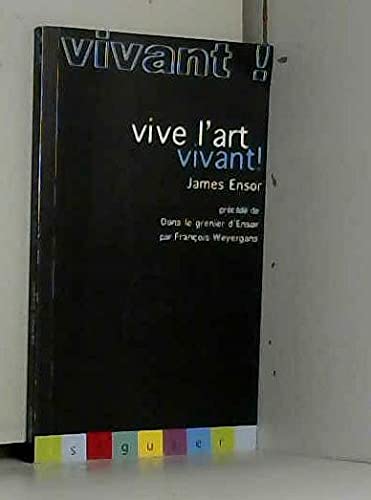 vivant !
vive l'art
vivant!
James Ensor
précédé de
Dans le grenier d'Ensor
par François Weyergans
séguier